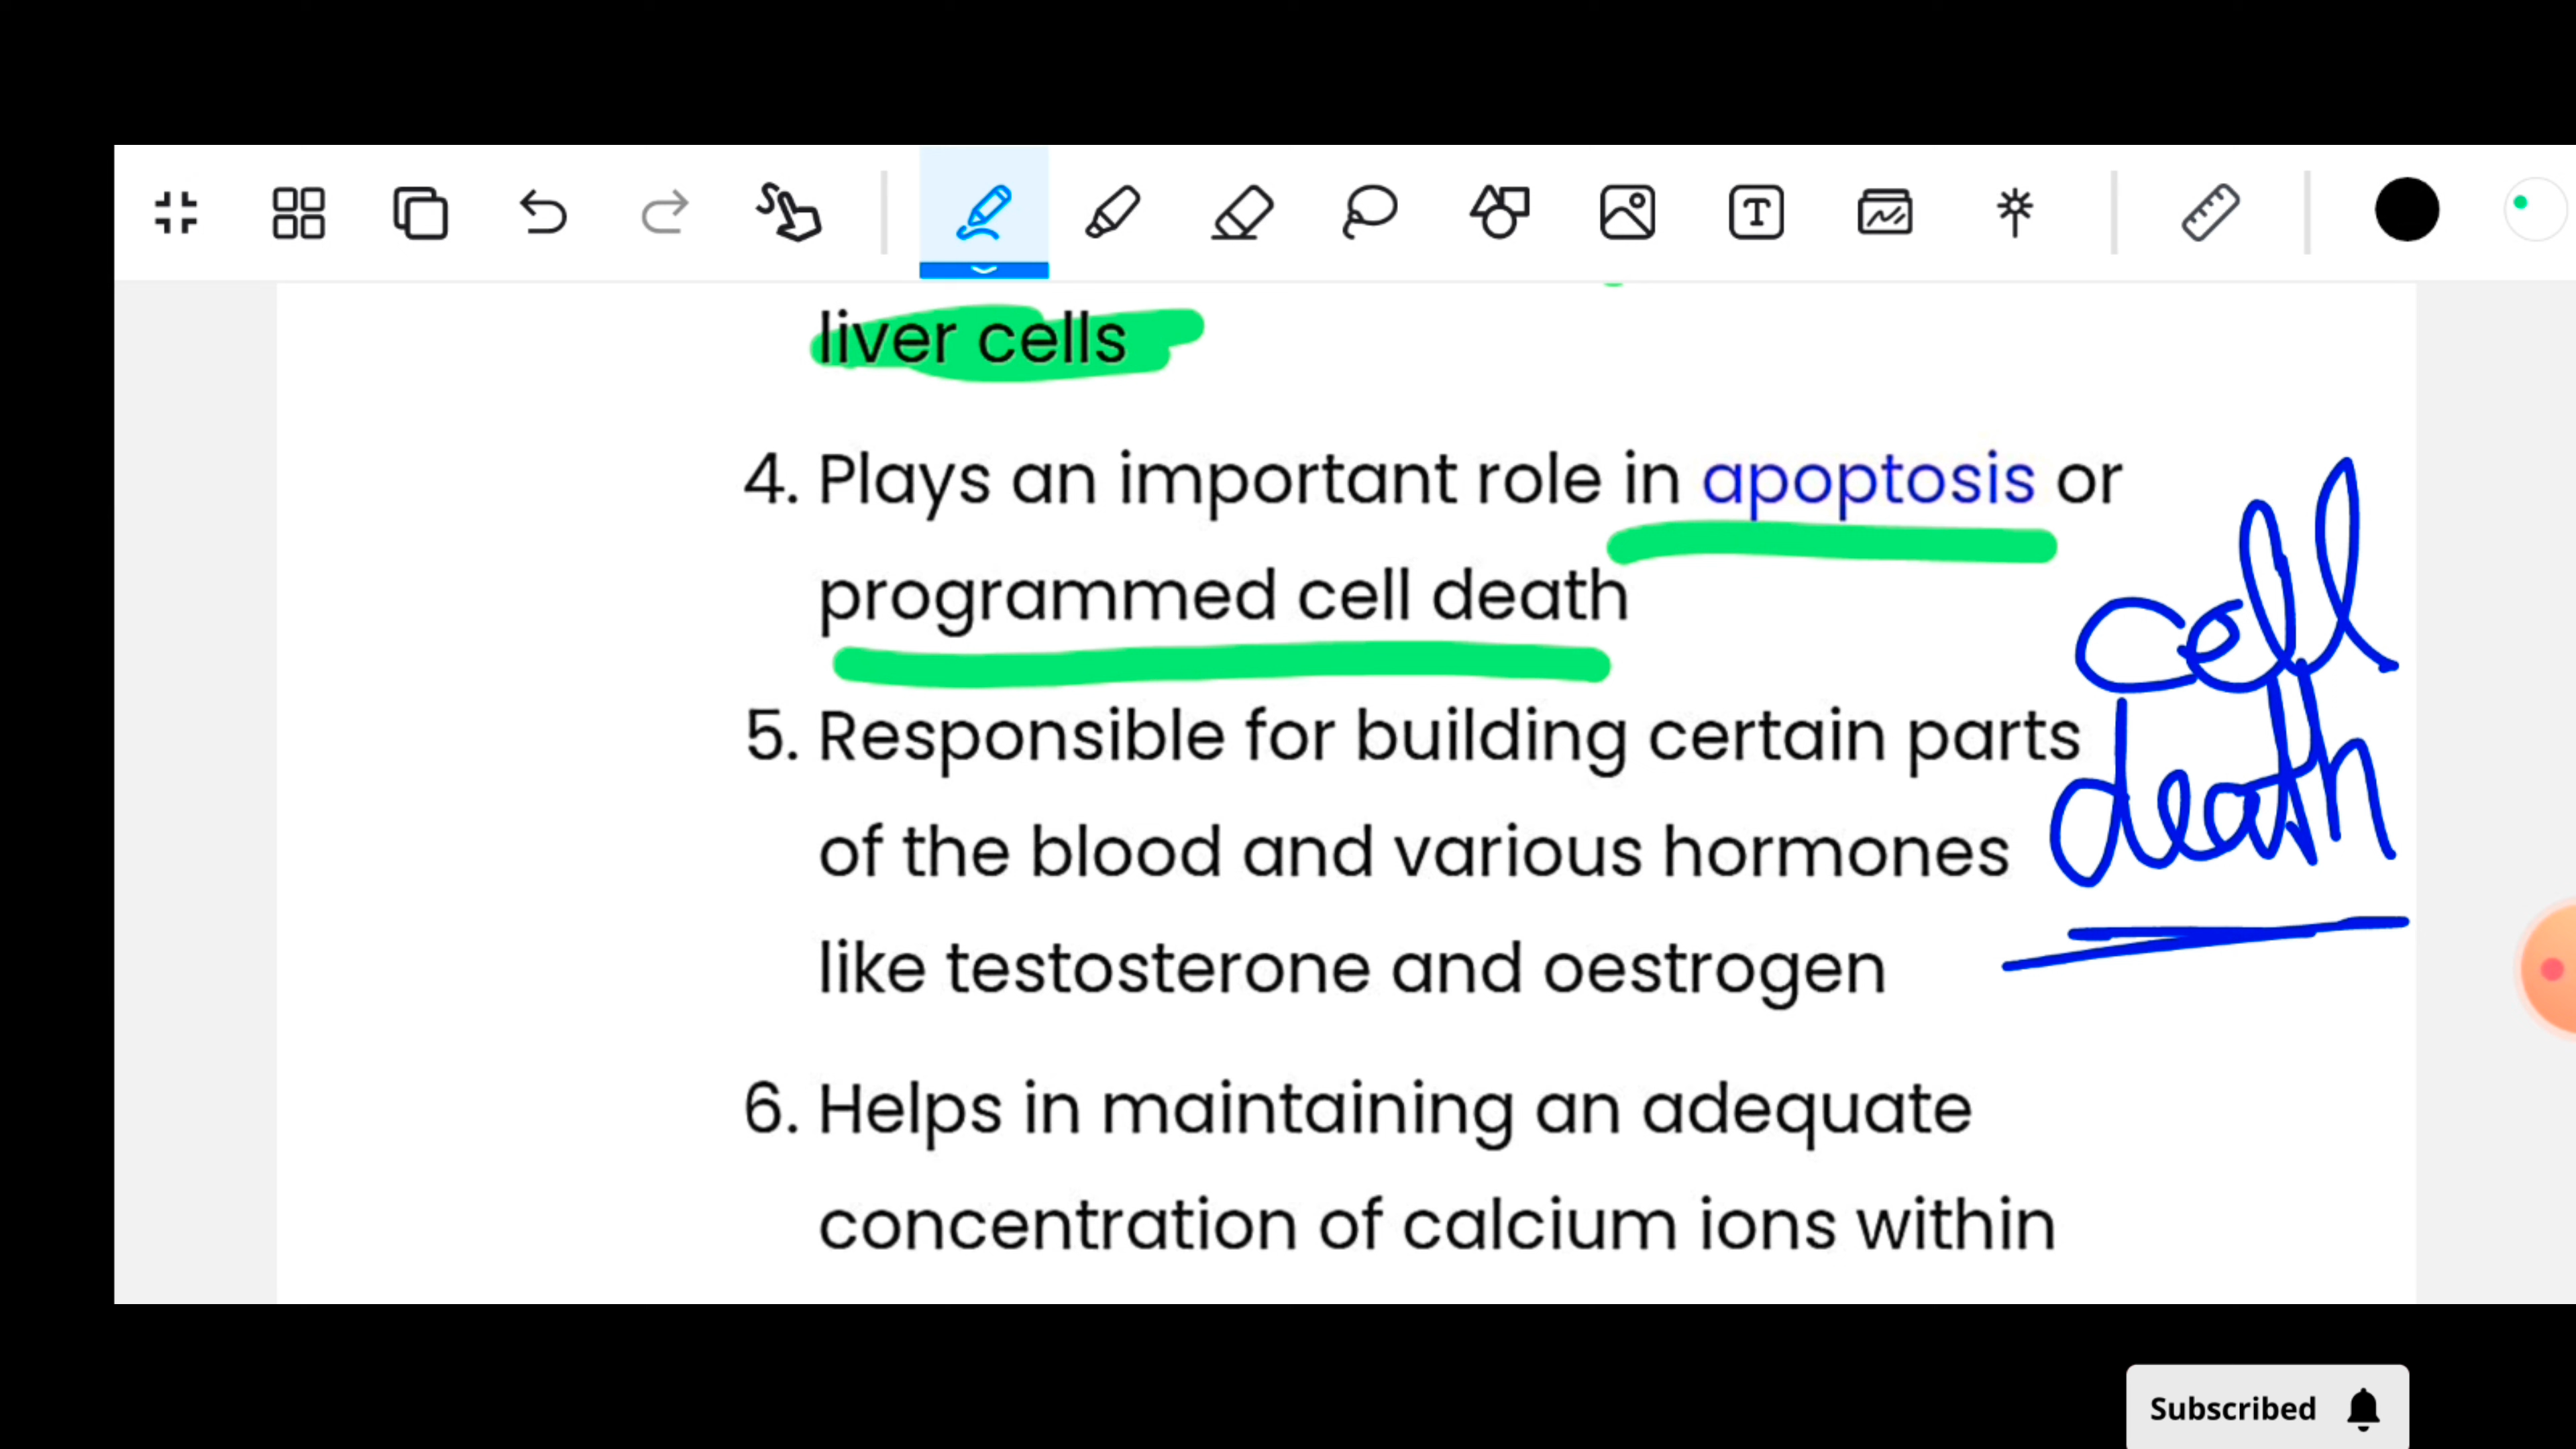 liver cells
4. Plays an important role in apoptosis or
programmed cell death
cell
death
5. Responsible for building certain parts
of the blood and various hormones
like testosterone and oestrogen
6. Helps in maintaining an adequate
concentration of calcium ions within
Subscribed